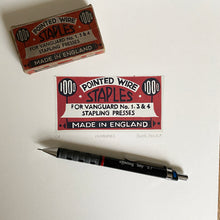 1000
POINTED WIRE
STAPLES
FOR VANGUARD No. 1, 3 & 4
STAPLING PRESSES
MADE IN ENGLAND
1000
POINTED WIRE
1000
STAPLES
FOR VANGUARD No. 1, 3 & 4
STAPLING PRESSES
MADE IN ENGLAND